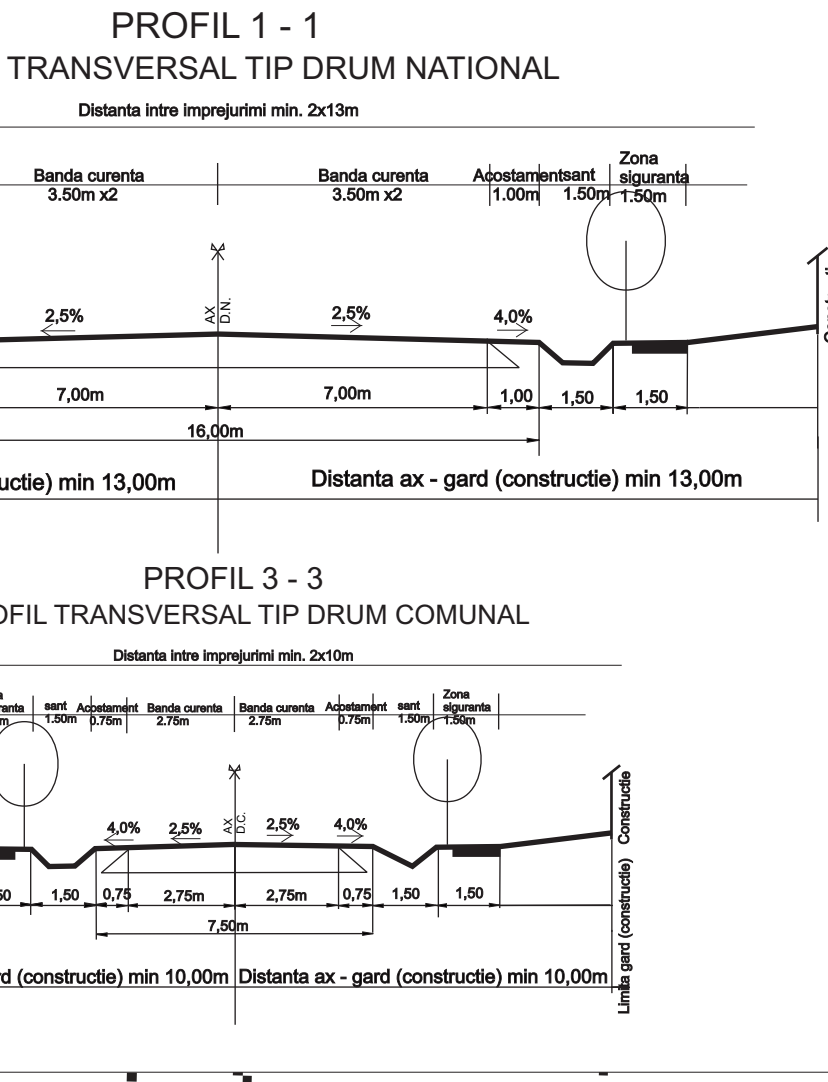 PROFIL 1 - 1
TRANSVERSAL TIP DRUM NATIONAL
Distanta intre imprejurimi min. 2x13m
Banda curenta
3.50m x2
Banda curenta
3.50m x2
Acostament
1.00m
sant
1.50m
Zona
siguranta
1.50m
AX
D.N.
2,5%
2,5%
4,0%
7,00m
7,00m
1,00
1,50
1,50
16,00m
uctie) min 13,00m
Distanta ax - gard (constructie) min 13,00m
PROFIL 3 - 3
OFIL TRANSVERSAL TIP DRUM COMUNAL
Distanta intre imprejurimi min. 2x10m
ranta
m
sant
1.50m
Acostament
0.75m
Banda curenta
2.75m
Banda curenta
2.75m
Acostament
0.75m
sant
1.50m
Zona
siguranta
1.50m
AX
D.C.
4,0%
2,5%
2,5%
4,0%
Constructie
50
1,50
0,75
2,75m
2,75m
0,75
1,50
1,50
7,50m
rd (constructie) min 10,00m
Distanta ax - gard (constructie) min 10,00m
Limita gard (constructie)